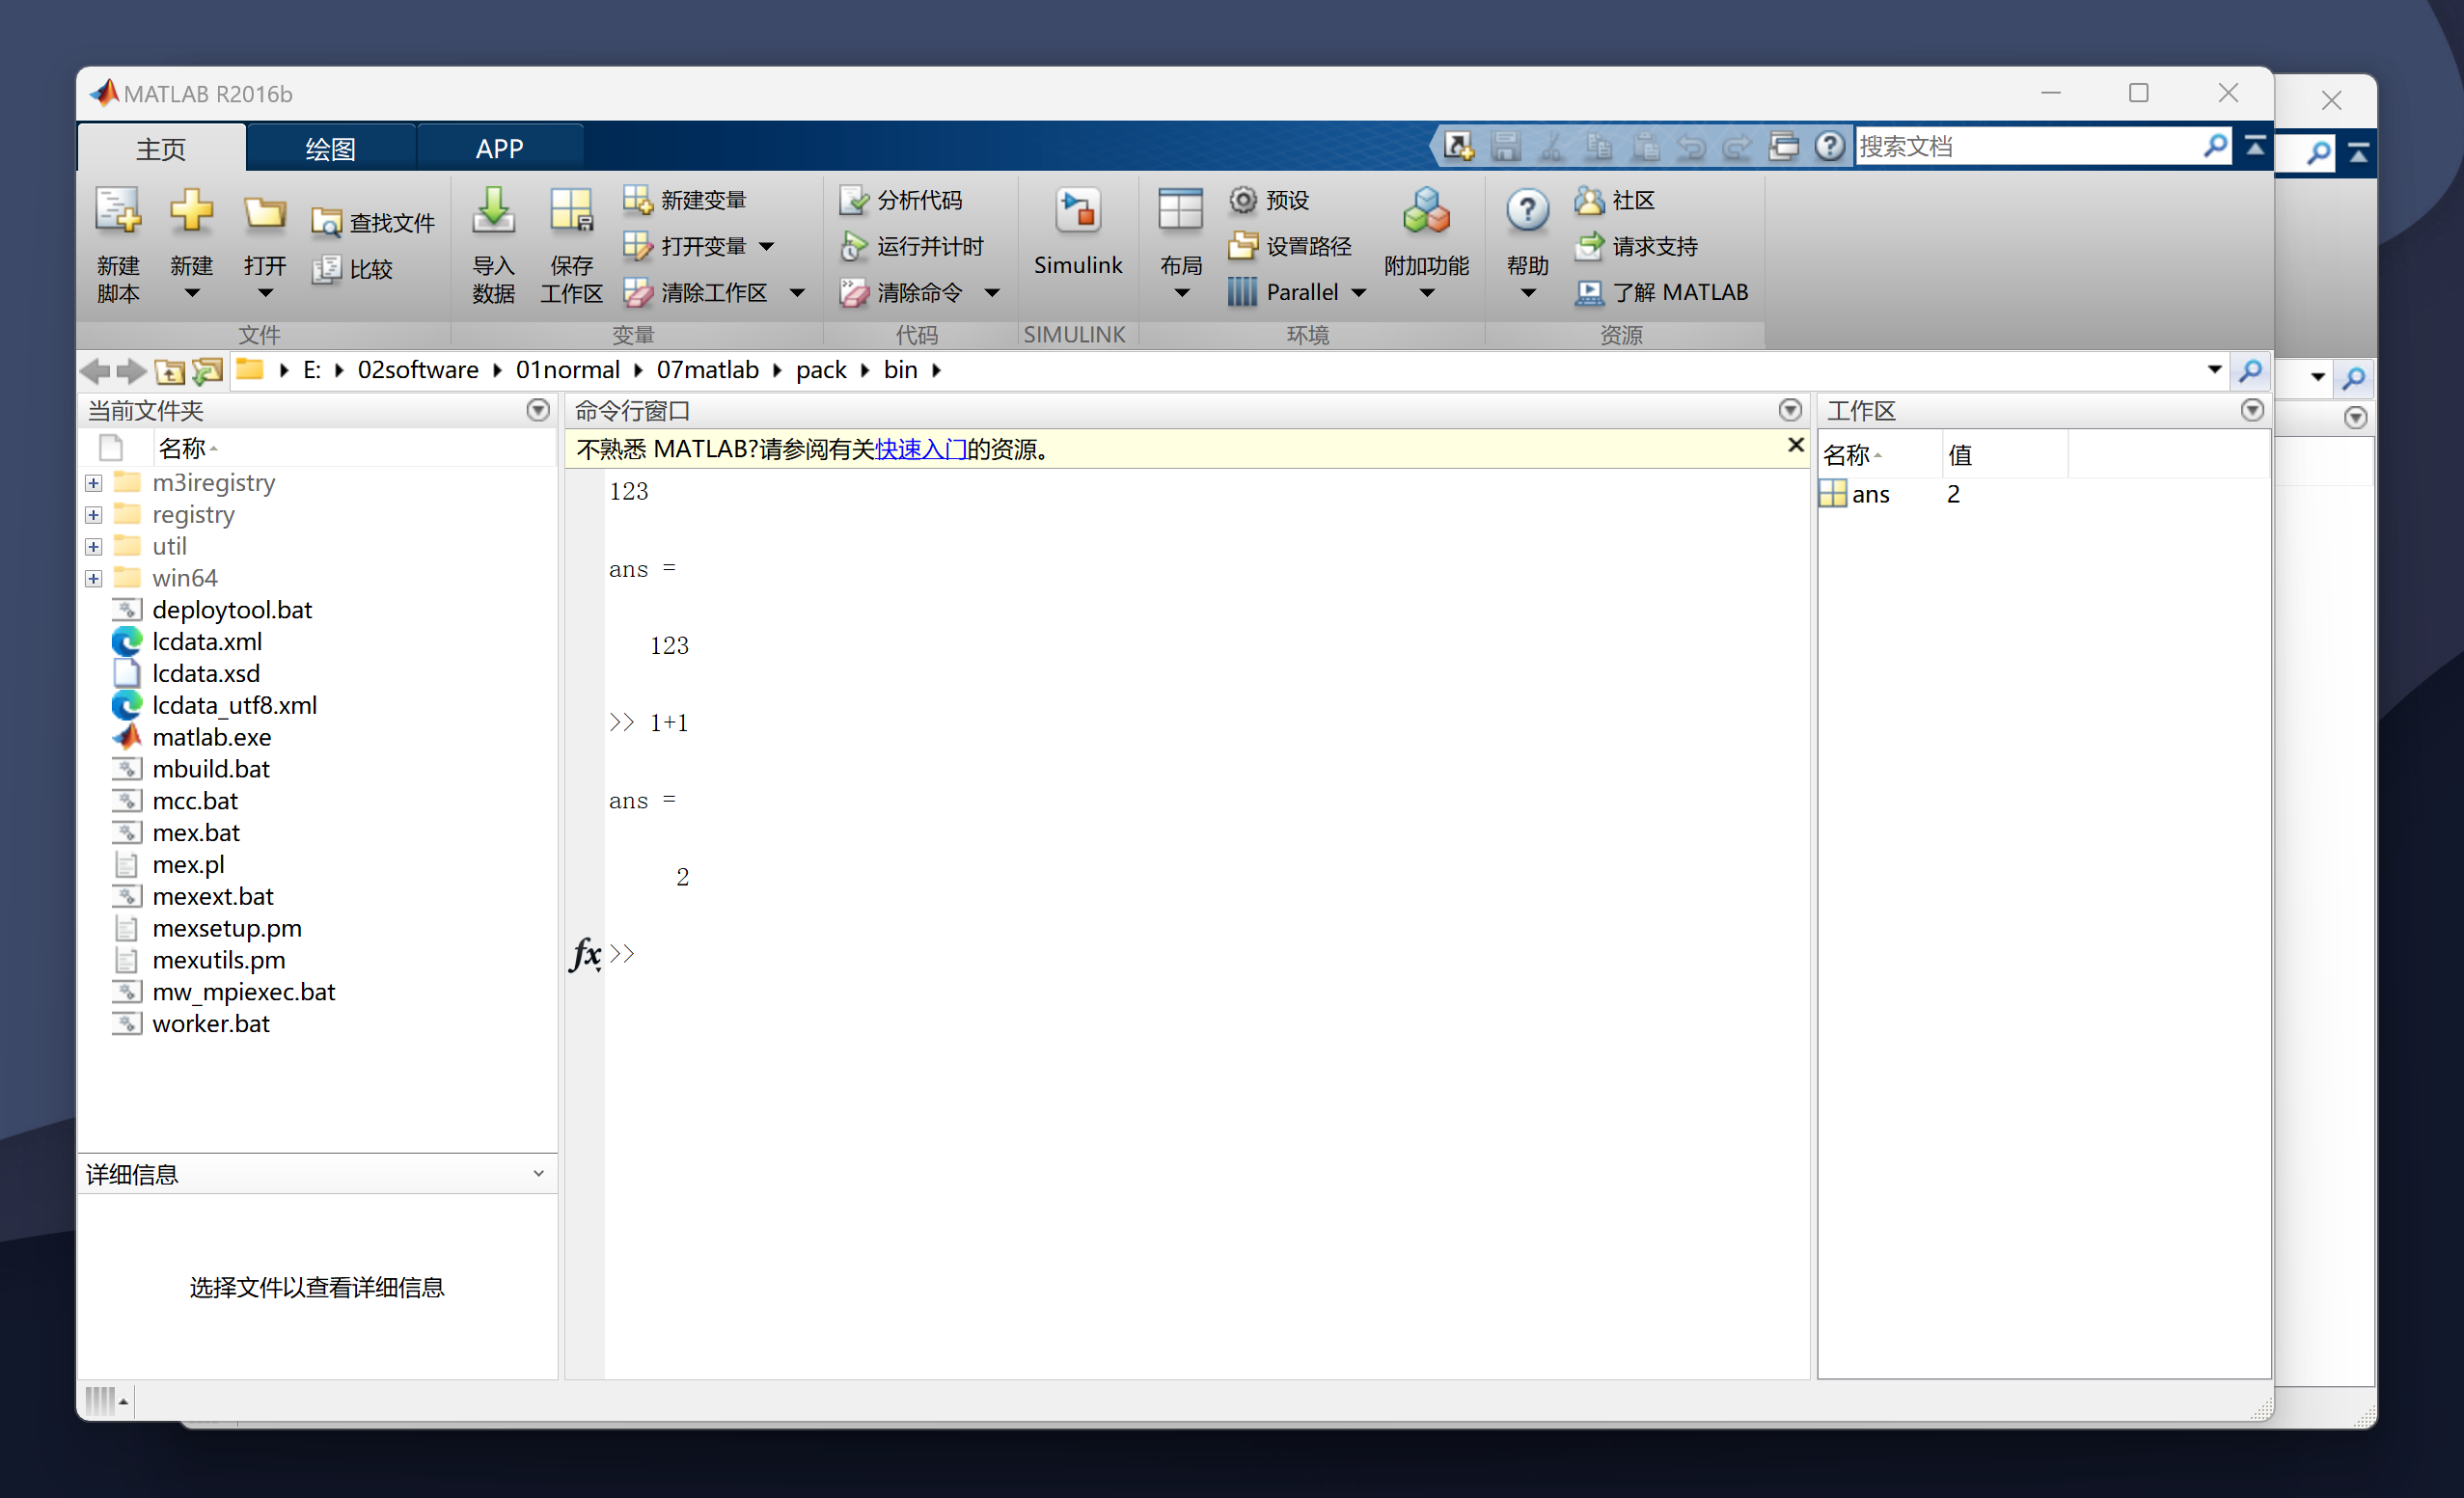 MATLAB R2016b
主页
绘图
APP
搜索文档
新建
脚本
新建
打开
查找文件
比较
文件
导入
数据
保存
工作区
新建变量
打开变量
清除工作区
变量
分析代码
运行并计时
清除命令
代码
Simulink
SIMULINK
布局
预设
设置路径
Parallel
附加功能
环境
帮助
社区
请求支持
了解 MATLAB
资源
E: 02software 01normal 07matlab pack bin
当前文件夹
名称
m3iregistry
registry
util
win64
deploytool.bat
lcdata.xml
lcdata.xsd
lcdata_utf8.xml
matlab.exe
mbuild.bat
mcc.bat
mex.bat
mex.pl
mexext.bat
mexsetup.pm
mexutils.pm
mw_mpiexec.bat
worker.bat
详细信息
选择文件以查看详细信息
命令行窗口
不熟悉 MATLAB?请参阅有关快速入门的资源。
123
ans =
123
>> 1+1
ans =
2
fx >>
工作区
名称 值
ans 2